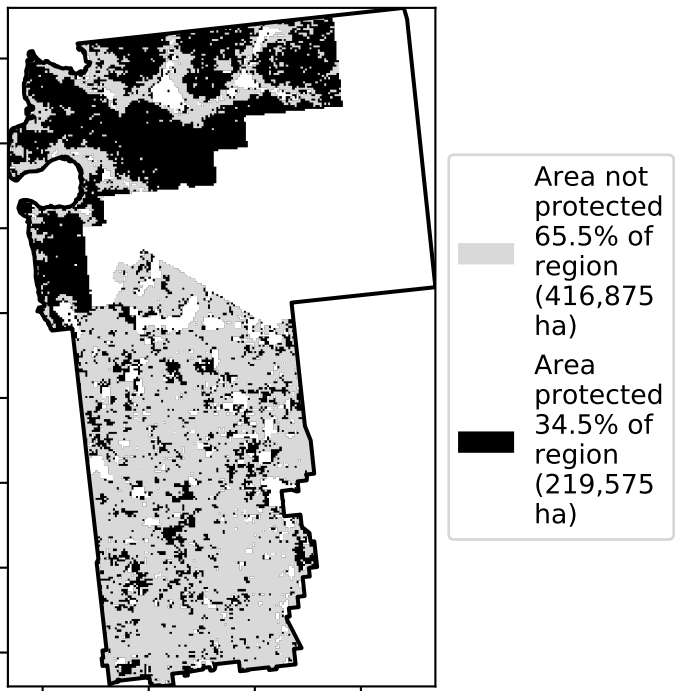 Area not
protected
65.5% of
region
(416,875
ha)
Area
protected
34.5% of
region
(219,575
ha)